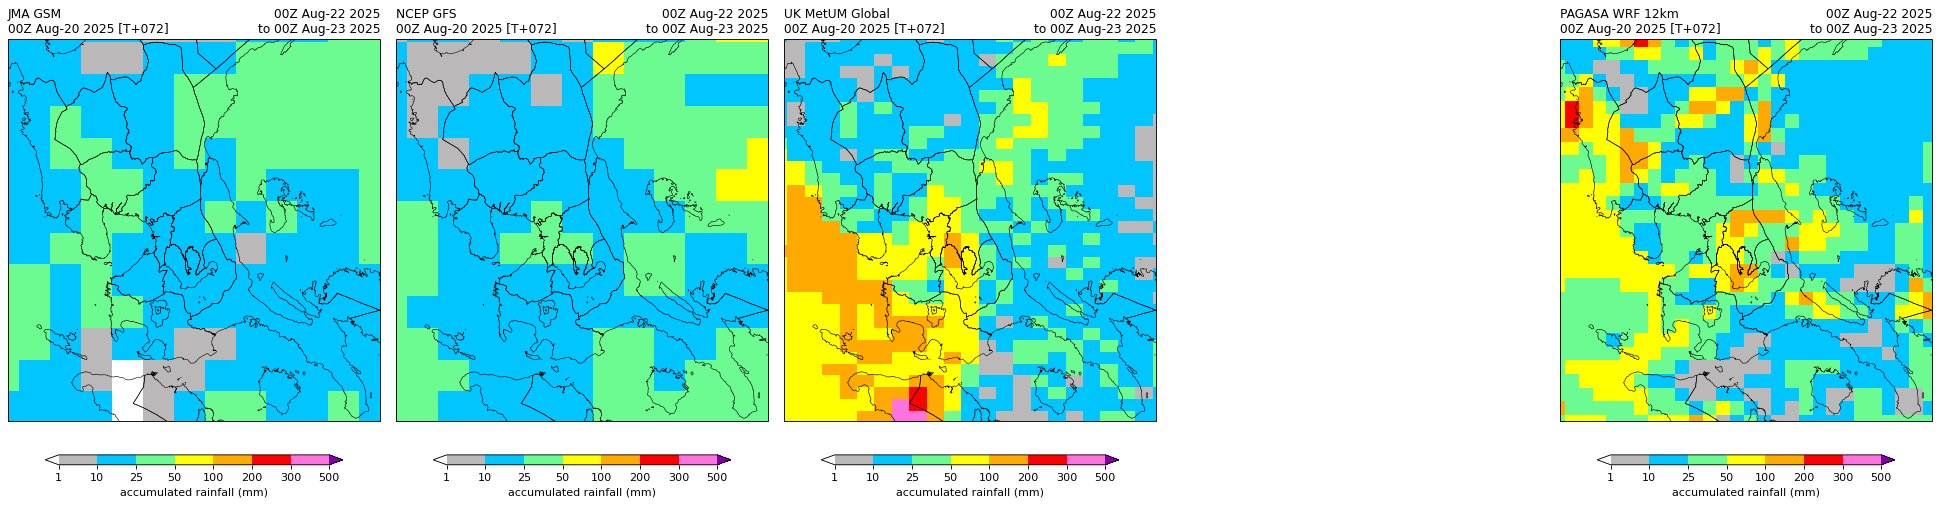 JMA GSM 00Z Aug-22 2025
00Z Aug-20 2025 [T+072] to 00Z Aug-23 2025
1 10 25 50 100 200 300 500
accumulated rainfall (mm)
NCEP GFS 00Z Aug-22 2025
00Z Aug-20 2025 [T+072] to 00Z Aug-23 2025
1 10 25 50 100 200 300 500
accumulated rainfall (mm)
UK MetUM Global 00Z Aug-22 2025
00Z Aug-20 2025 [T+072] to 00Z Aug-23 2025
1 10 25 50 100 200 300 500
accumulated rainfall (mm)
PAGASA WRF 12km 00Z Aug-22 2025
00Z Aug-20 2025 [T+072] to 00Z Aug-23 2025
1 10 25 50 100 200 300 500
accumulated rainfall (mm)